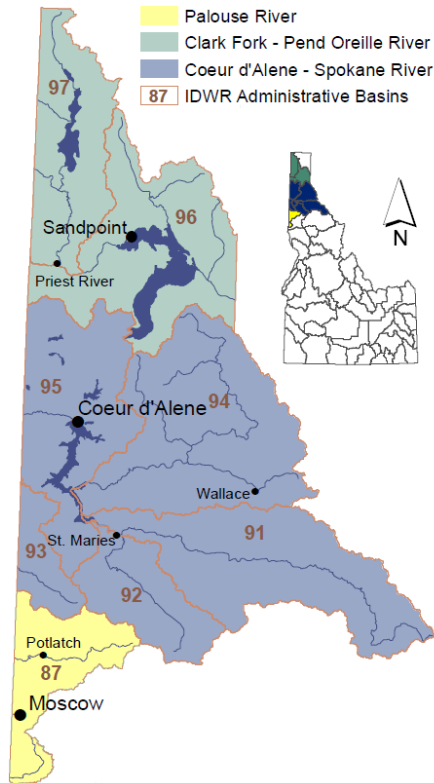 Palouse River
Clark Fork - Pend Oreille River
Coeur d'Alene - Spokane River
87 IDWR Administrative Basins
97
96
Sandpoint
Priest River
N
95
94
Coeur d'Alene
Wallace
91
St. Maries
93
92
Potlatch
87
Moscow